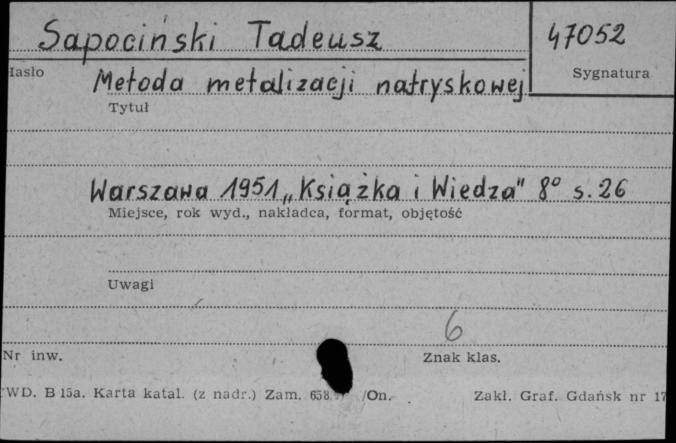 Sapociński Tadeusz
47052
Hasło
Sygnatura
Metoda metalizacji natryskowej
Tytuł
Warszawa 1951 „Książka i Wiedza" 8° s. 26
Miejsce, rok wyd., nakładca, format, objętość
Uwagi
6
Nr inw.
Znak klas.
WD. B 15a. Karta katal. (z nadr.) Zam. 658 /On. Zakł. Graf. Gdańsk nr 17